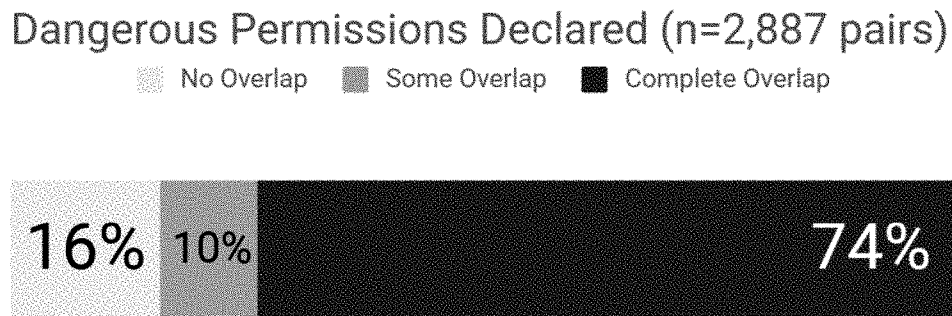 Dangerous Permissions Declared (n=2,887 pairs)
No Overlap Some Overlap Complete Overlap
16% 10% 74%